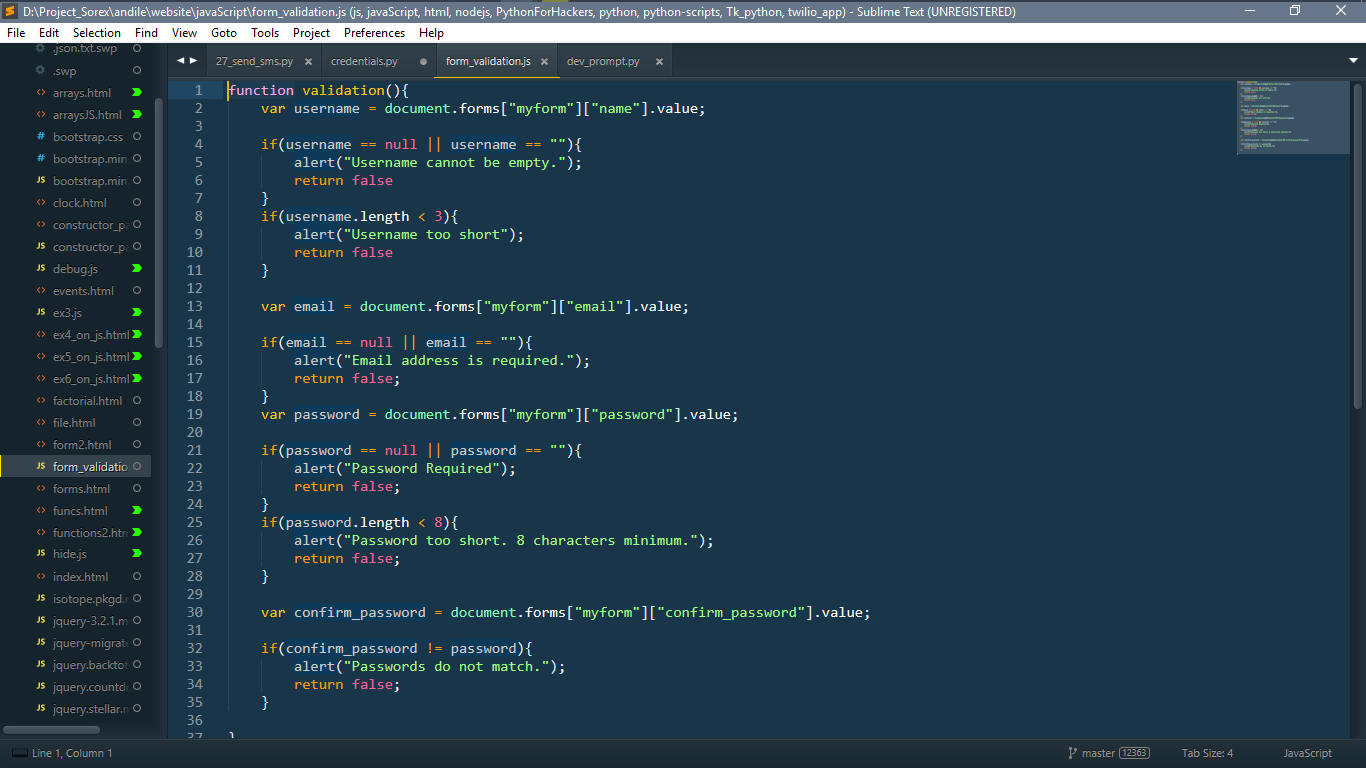 D:\Project_Sorex\andile\website\javaScript\form_validation.js (js, javaScript, html, nodejs, PythonForHackers, python, python-scripts, Tk_python, twilio_app) - Sublime Text (UNREGISTERED)
File Edit Selection Find View Goto Tools Project Preferences Help
27_send_sms.py credentials.py form_validation.js dev_prompt.py
.json.txt.swp
.swp
arrays.html
arraysJS.html
bootstrap.css
bootstrap.min
bootstrap.min
clock.html
constructor_pa
constructor_pa
debug.js
events.html
ex3.js
ex4_on_js.html
ex5_on_js.html
ex6_on_js.html
factorial.html
file.html
form2.html
form_validatio
forms.html
funcs.html
functions2.htm
hide.js
index.html
isotope.pkgd.
jquery-3.2.1.m
jquery-migrate
jquery.backtot
jquery.countdo
jquery.stellar.m
1 function validation(){
2 var username = document.forms["myform"]["name"].value;
3
4 if(username == null || username == ""){
5 alert("Username cannot be empty.");
6 return false
7 }
8 if(username.length < 3){
9 alert("Username too short");
10 return false
11 }
12
13 var email = document.forms["myform"]["email"].value;
14
15 if(email == null || email == ""){
16 alert("Email address is required.");
17 return false;
18 }
19 var password = document.forms["myform"]["password"].value;
20
21 if(password == null || password == ""){
22 alert("Password Required");
23 return false;
24 }
25 if(password.length < 8){
26 alert("Password too short. 8 characters minimum.");
27 return false;
28 }
29
30 var confirm_password = document.forms["myform"]["confirm_password"].value;
31
32 if(confirm_password != password){
33 alert("Passwords do not match.");
34 return false;
35 }
36
37 }
Line 1, Column 1 master 12363 Tab Size: 4 JavaScript